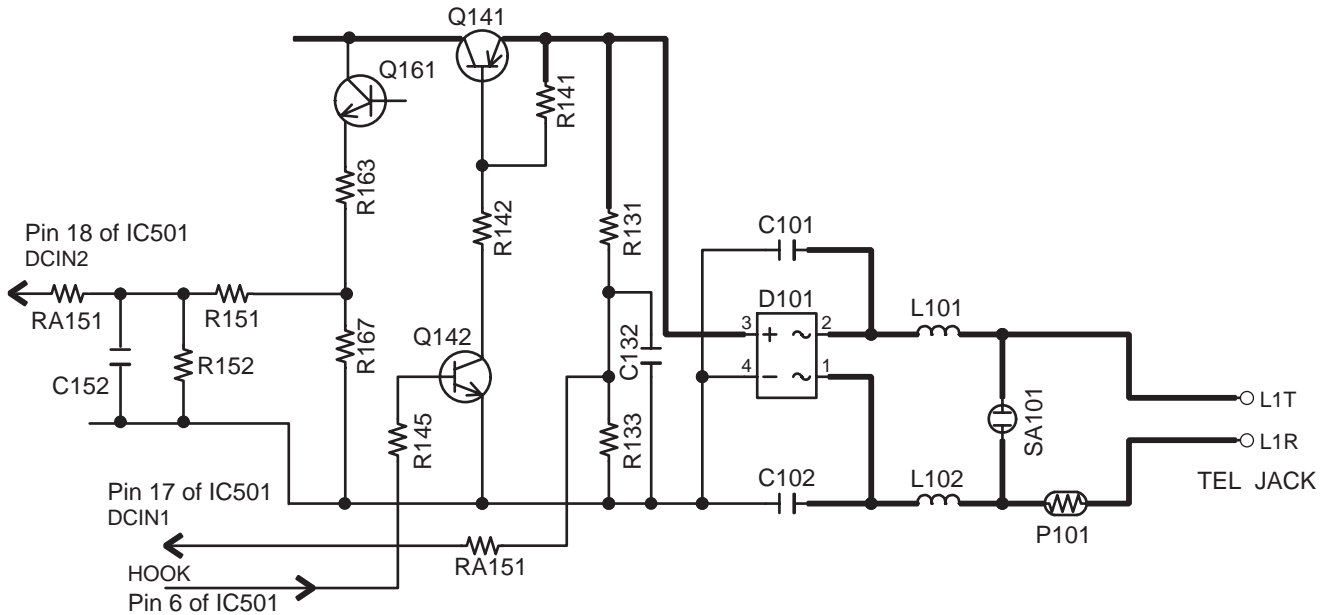 Q141
Q161
R141
R163
R142
R131
C101
Pin 18 of IC501
DCIN2
D101
L101
3 + ~ 2
RA151
R151
R167
Q142
C132
4 − ~ 1
C152
R152
SA101
L1T
R145
R133
L1R
C102
L102
TEL JACK
Pin 17 of IC501
DCIN1
P101
RA151
HOOK
Pin 6 of IC501